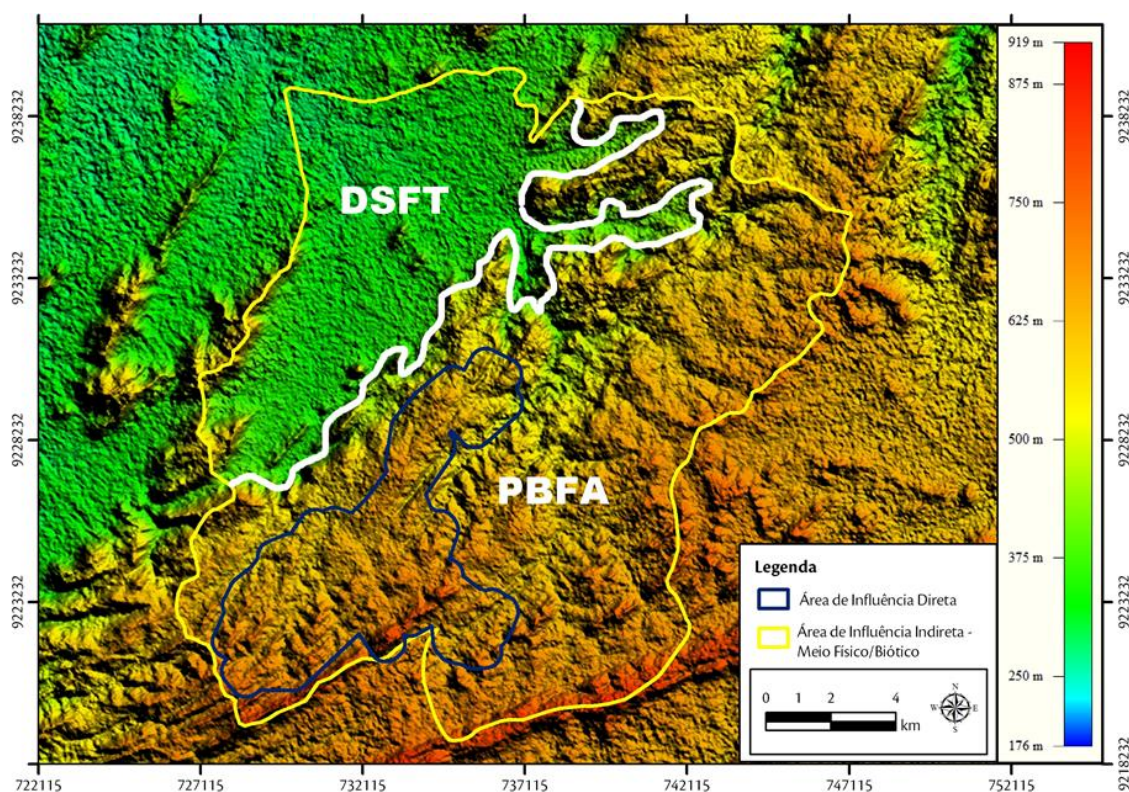 919 m
875 m
750 m
625 m
500 m
375 m
250 m
176 m
9238232
9233232
9228232
9223232
9238232
9233232
9228232
9223232
9218232
DSFT
PBFA
Legenda
Área de Influência Direta
Área de Influência Indireta -
Meio Físico/Biótico
0 1 2 4
km
N
W E
S
722115 727115 732115 737115 742115 747115 752115